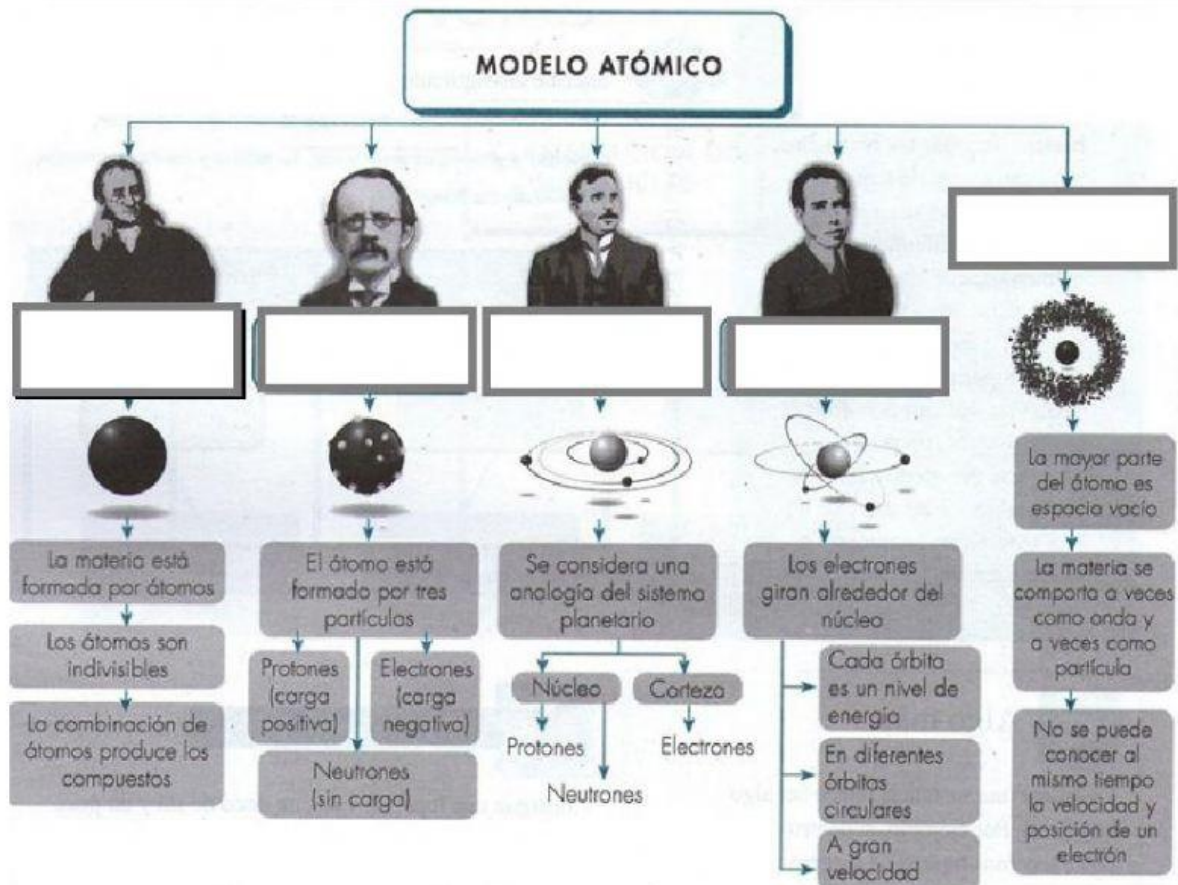 MODELO ATÓMICO
La materia está
formada por átomos
Los átomos son
indivisibles
La combinación de
átomos produce los
compuestos
El átomo está
formado por tres
partículas
Protones
(carga
positiva)
Electrones
(carga
negativa)
Neutrones
(sin carga)
Se considera una
analogía del sistema
planetario
Núcleo
Corteza
Protones
Electrones
Neutrones
Los electrones
giran alrededor del
núcleo
Cada órbita
es un nivel de
energía
En diferentes
órbitas
circulares
A gran
velocidad
La mayor parte
del átomo es
espacia vacío
La materia se
comporta a veces
como onda y
a veces como
partícula
No se puede
conocer al
mismo tiempo
la velocidad y
posición de un
electrón